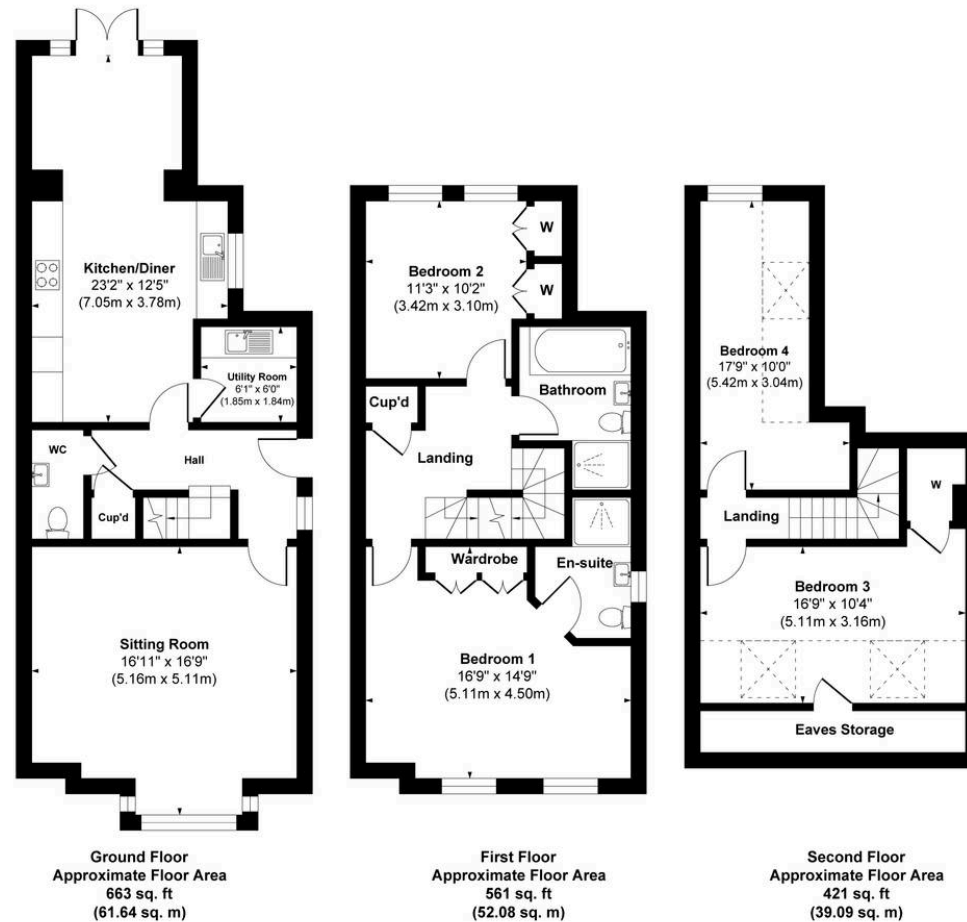 Kitchen/Diner
23'2" x 12'5"
(7.05m x 3.78m)
Utility Room
6'1" x 6'0"
(1.85m x 1.84m)
WC
Hall
Cup'd
Sitting Room
16'11" x 16'9"
(5.16m x 5.11m)
Ground Floor
Approximate Floor Area
663 sq. ft
(61.64 sq. m)
W
Bedroom 2
11'3" x 10'2"
(3.42m x 3.10m)
W
Bathroom
Cup'd
Landing
Wardrobe
En-suite
Bedroom 1
16'9" x 14'9"
(5.11m x 4.50m)
First Floor
Approximate Floor Area
561 sq. ft
(52.08 sq. m)
Bedroom 4
17'9" x 10'0"
(5.42m x 3.04m)
W
Landing
Bedroom 3
16'9" x 10'4"
(5.11m x 3.16m)
Eaves Storage
Second Floor
Approximate Floor Area
421 sq. ft
(39.09 sq. m)